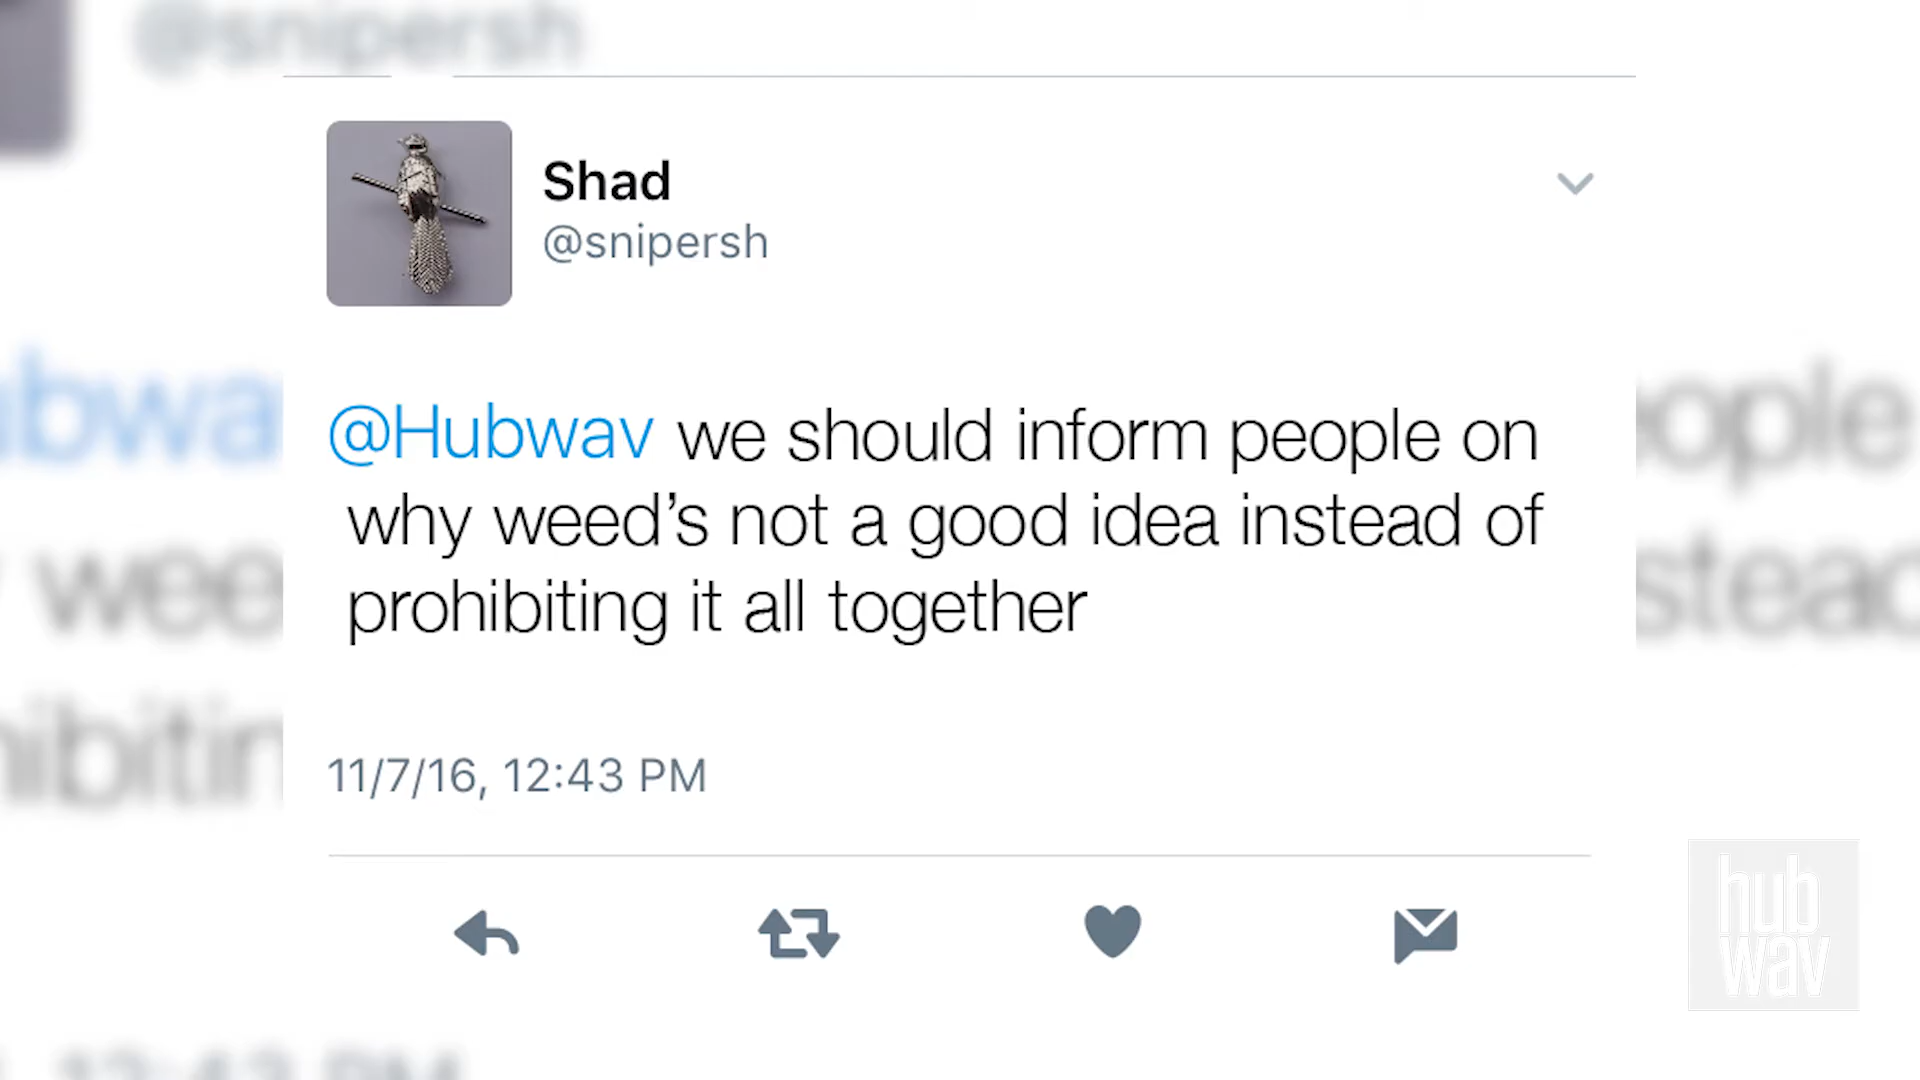 @snipersh
Shad
@snipersh
@Hubwav we should inform people on
why weed's not a good idea instead of
prohibiting it all together
11/7/16, 12:43 PM
hub
wav